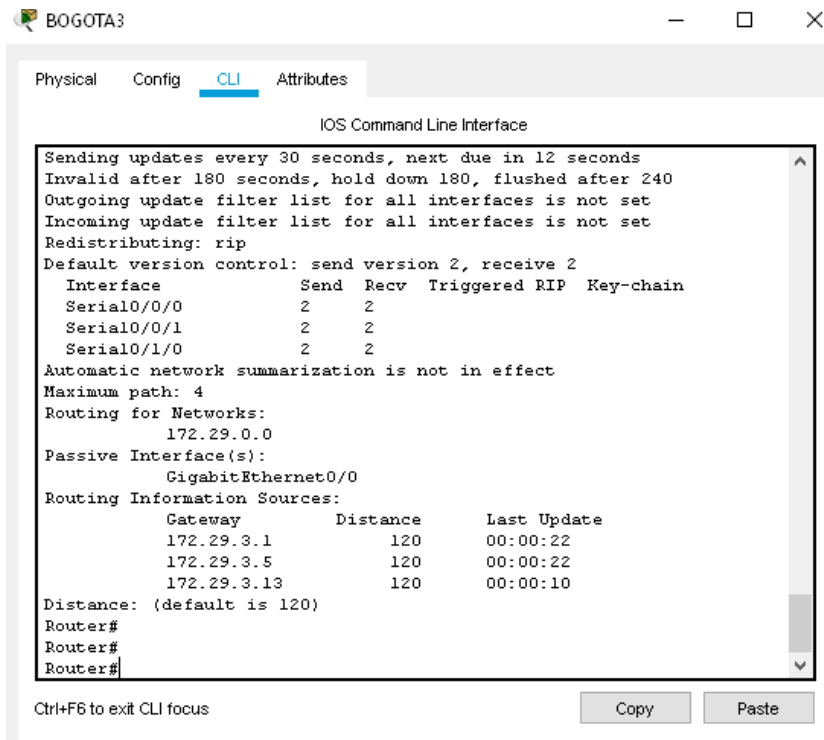 BOGOTA3
Physical Config CLI Attributes
IOS Command Line Interface
Sending updates every 30 seconds, next due in 12 seconds
Invalid after 180 seconds, hold down 180, flushed after 240
Outgoing update filter list for all interfaces is not set
Incoming update filter list for all interfaces is not set
Redistributing: rip
Default version control: send version 2, receive 2
Interface Send Recv Triggered RIP Key-chain
Serial0/0/0 2 2
Serial0/0/1 2 2
Serial0/1/0 2 2
Automatic network summarization is not in effect
Maximum path: 4
Routing for Networks:
172.29.0.0
Passive Interface(s):
GigabitEthernet0/0
Routing Information Sources:
Gateway Distance Last Update
172.29.3.1 120 00:00:22
172.29.3.5 120 00:00:22
172.29.3.13 120 00:00:10
Distance: (default is 120)
Router#
Router#
Router#
Ctrl+F6 to exit CLI focus Copy Paste